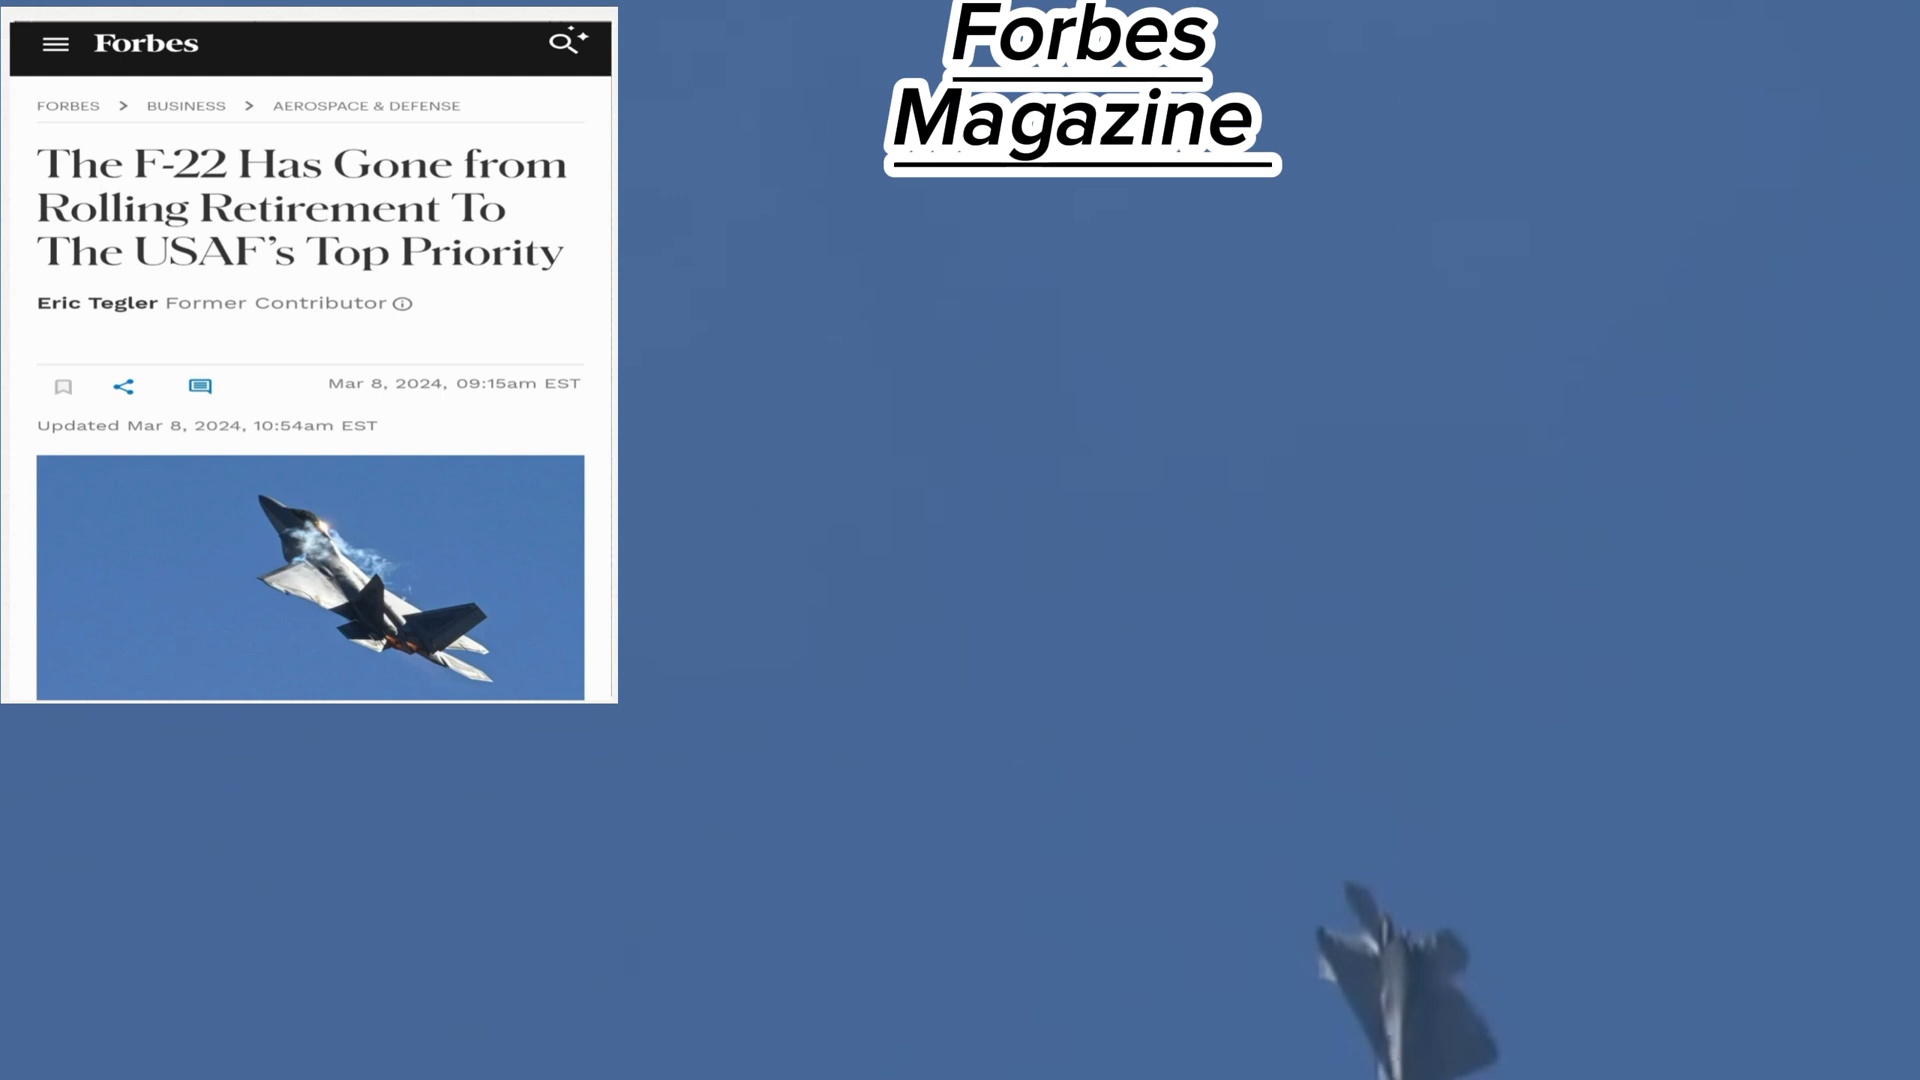 Forbes
FORBES > BUSINESS > AEROSPACE & DEFENSE
The F-22 Has Gone from
Rolling Retirement To
The USAF's Top Priority
Eric Tegler Former Contributor
Mar 8, 2024, 09:15am EST
Updated Mar 8, 2024, 10:54am EST
Forbes
Magazine